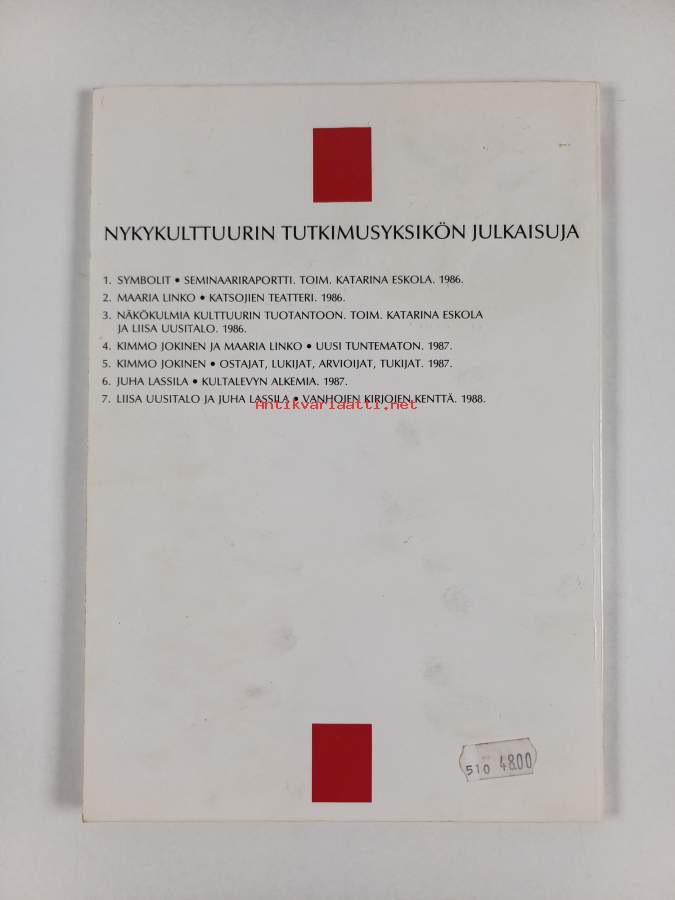 NYKYKULTTUURIN TUTKIMUSYKSIKÖN JULKAISUJA
1. SYMBOLIT • SEMINAARIRAPORTTI. TOIM. KATARINA ESKOLA. 1986.
2. MAARIA LINKO • KATSOJIEN TEATTERI. 1986.
3. NÄKÖKULMIA KULTTUURIN TUOTANTOON. TOIM. KATARINA ESKOLA
JA LIISA UUSITALO. 1986.
4. KIMMO JOKINEN JA MAARIA LINKO • UUSI TUNTEMATON. 1987.
5. KIMMO JOKINEN • OSTAJAT, LUKIJAT, ARVIOIJAT, TUKIJAT. 1987.
6. JUHA LASSILA • KULTALEVYN ALKEMIA. 1987.
7. LIISA UUSITALO JA JUHA LASSILA • VANHOJEN KIRJOJEN KENTTÄ. 1988.
Antikvariaatti.net
510 4800